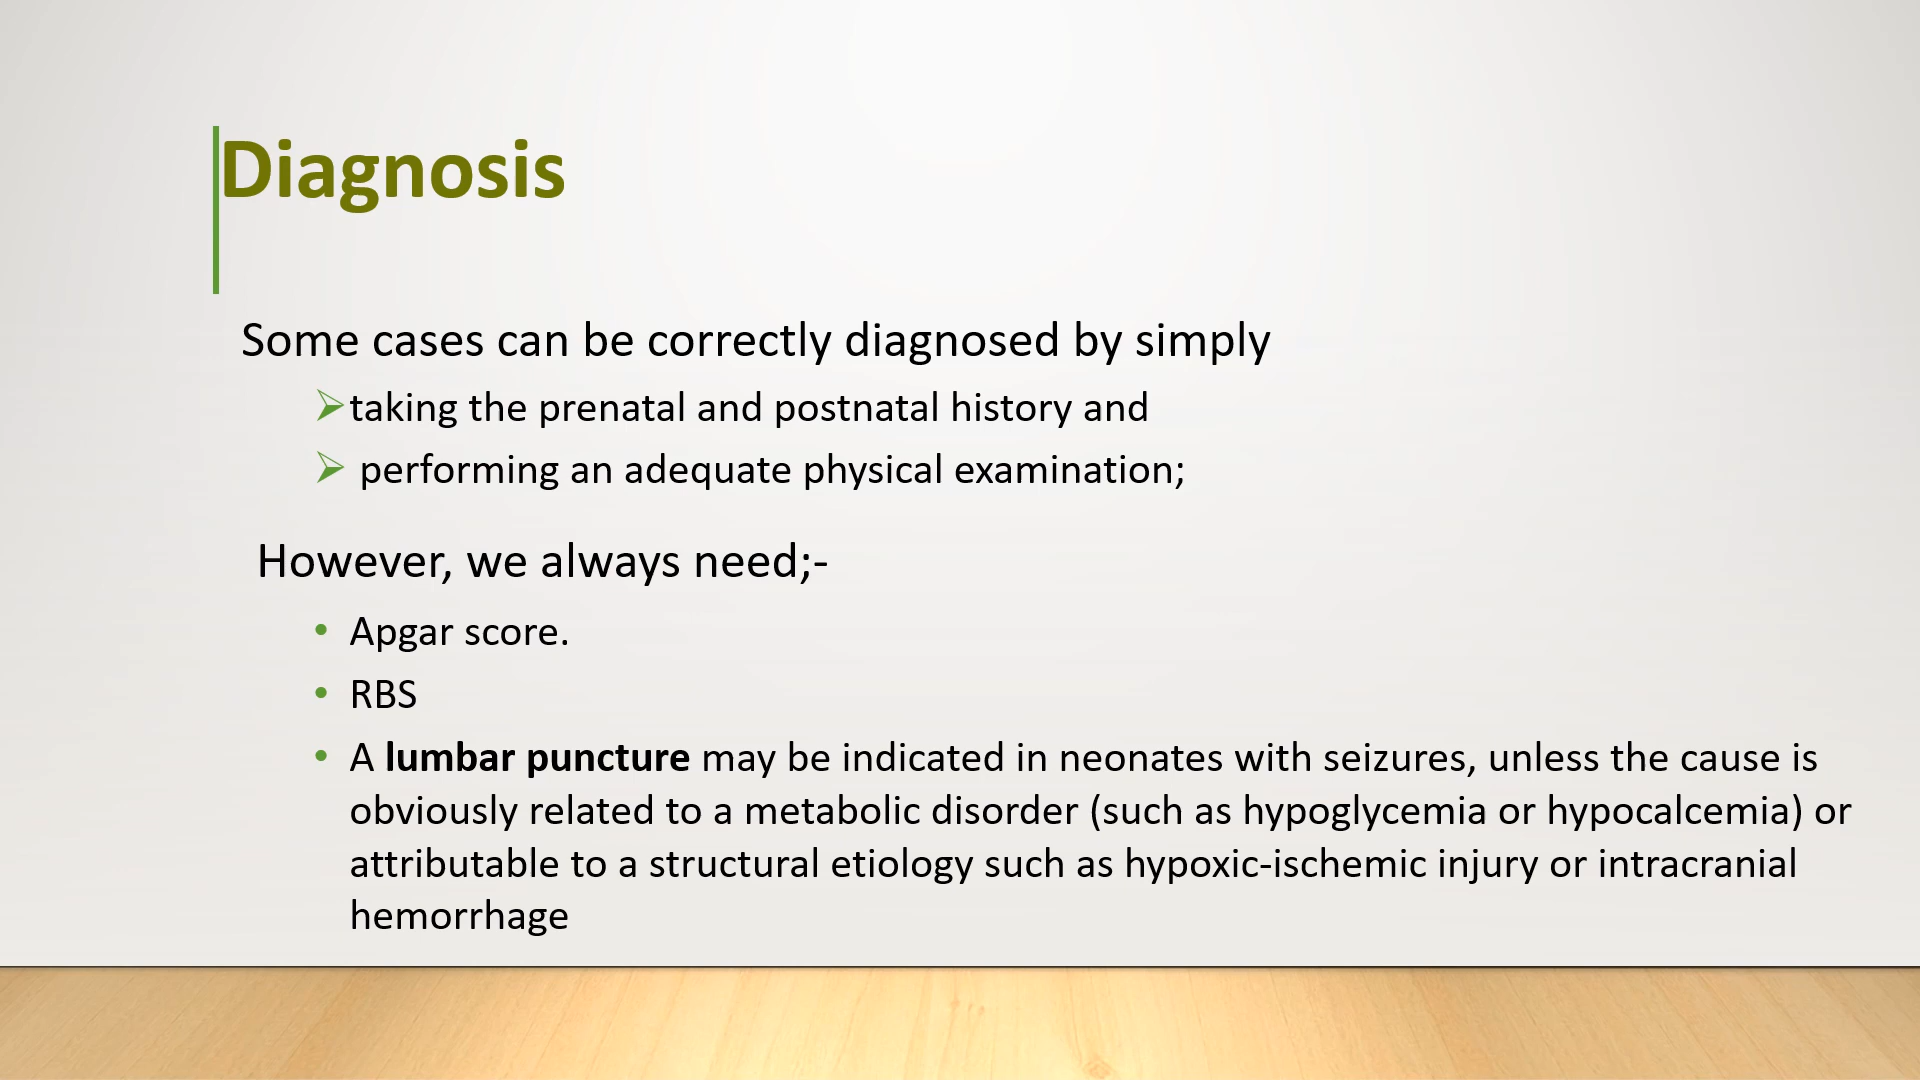 Diagnosis
Some cases can be correctly diagnosed by simply
➢taking the prenatal and postnatal history and
➢ performing an adequate physical examination;
However, we always need;-
• Apgar score.
• RBS
• A lumbar puncture may be indicated in neonates with seizures, unless the cause is
obviously related to a metabolic disorder (such as hypoglycemia or hypocalcemia) or
attributable to a structural etiology such as hypoxic-ischemic injury or intracranial
hemorrhage